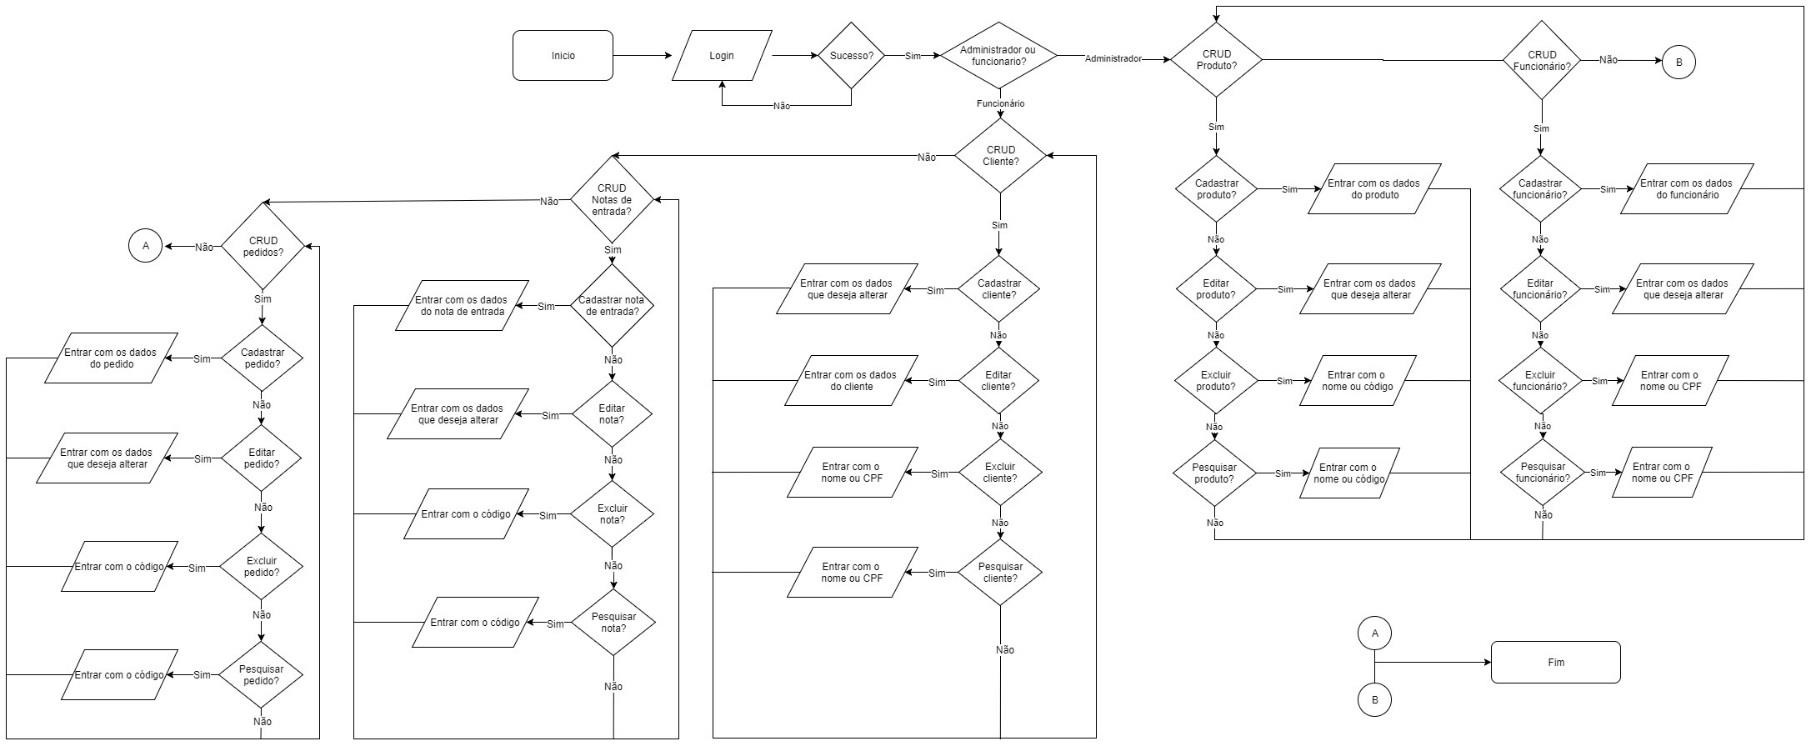 Inicio
Login
Sucesso?
Sim
Não
Administrador ou
funcionario?
Administrador
Funcionário
CRUD
Produto?
CRUD
Funcionário?
Não
B
Sim
Cadastrar
produto?
Sim
Entrar com os dados
do produto
Não
Editar
produto?
Sim
Entrar com os dados
que deseja alterar
Não
Excluir
produto?
Sim
Entrar com o
nome ou código
Não
Pesquisar
produto?
Sim
Entrar com o
nome ou código
Não
Sim
Cadastrar
funcionário?
Sim
Entrar com os dados
do funcionário
Não
Editar
funcionário?
Sim
Entrar com os dados
que deseja alterar
Não
Excluir
funcionário?
Sim
Entrar com o
nome ou CPF
Não
Pesquisar
funcionário?
Sim
Entrar com o
nome ou CPF
Não
CRUD
Cliente?
Não
Sim
Cadastrar
cliente?
Sim
Entrar com os dados
que deseja alterar
Não
Editar
cliente?
Sim
Entrar com os dados
do cliente
Não
Excluir
cliente?
Sim
Entrar com o
nome ou CPF
Não
Pesquisar
cliente?
Sim
Entrar com o
nome ou CPF
Não
CRUD
Notas de
entrada?
Não
Sim
Cadastrar nota
de entrada?
Sim
Entrar com os dados
do nota de entrada
Não
Editar
nota?
Sim
Entrar com os dados
que deseja alterar
Não
Excluir
nota?
Sim
Entrar com o código
Não
Pesquisar
nota?
Sim
Entrar com o código
Não
CRUD
pedidos?
Não
A
Sim
Cadastrar
pedido?
Sim
Entrar com os dados
do pedido
Não
Editar
pedido?
Sim
Entrar com os dados
que deseja alterar
Não
Excluir
pedido?
Sim
Entrar com o código
Não
Pesquisar
pedido?
Sim
Entrar com o código
Não
A
B
Fim